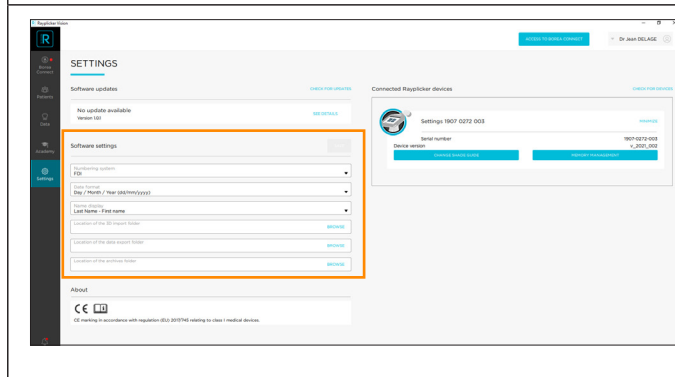 Rayplicker Vision
ACCESS TO BOREA CONNECT
Dr Jean DELAGE
Borea Connect
Patients
Data
Academy
Settings
SETTINGS
Software updates
CHECK FOR UPDATES
No update available
Version 1.6.1
SEE DETAILS
Software settings
Numbering system
FDI
Date format
Day / Month / Year (dd/mm/yyyy)
Name display
Last Name - First name
Location of the 3D import folder
BROWSE
Location of the data export folder
BROWSE
Location of the archive folder
BROWSE
About
CE
CE marking in accordance with regulation (EU) 2017/745 relating to class I medical devices.
Connected Rayplicker devices
CHECK FOR DEVICES
Settings 1907 0272 003
Serial number
1907-0272-003
Device version
v_2021_002
CHANGE SHADE GUIDE
MEMORY MANAGEMENT